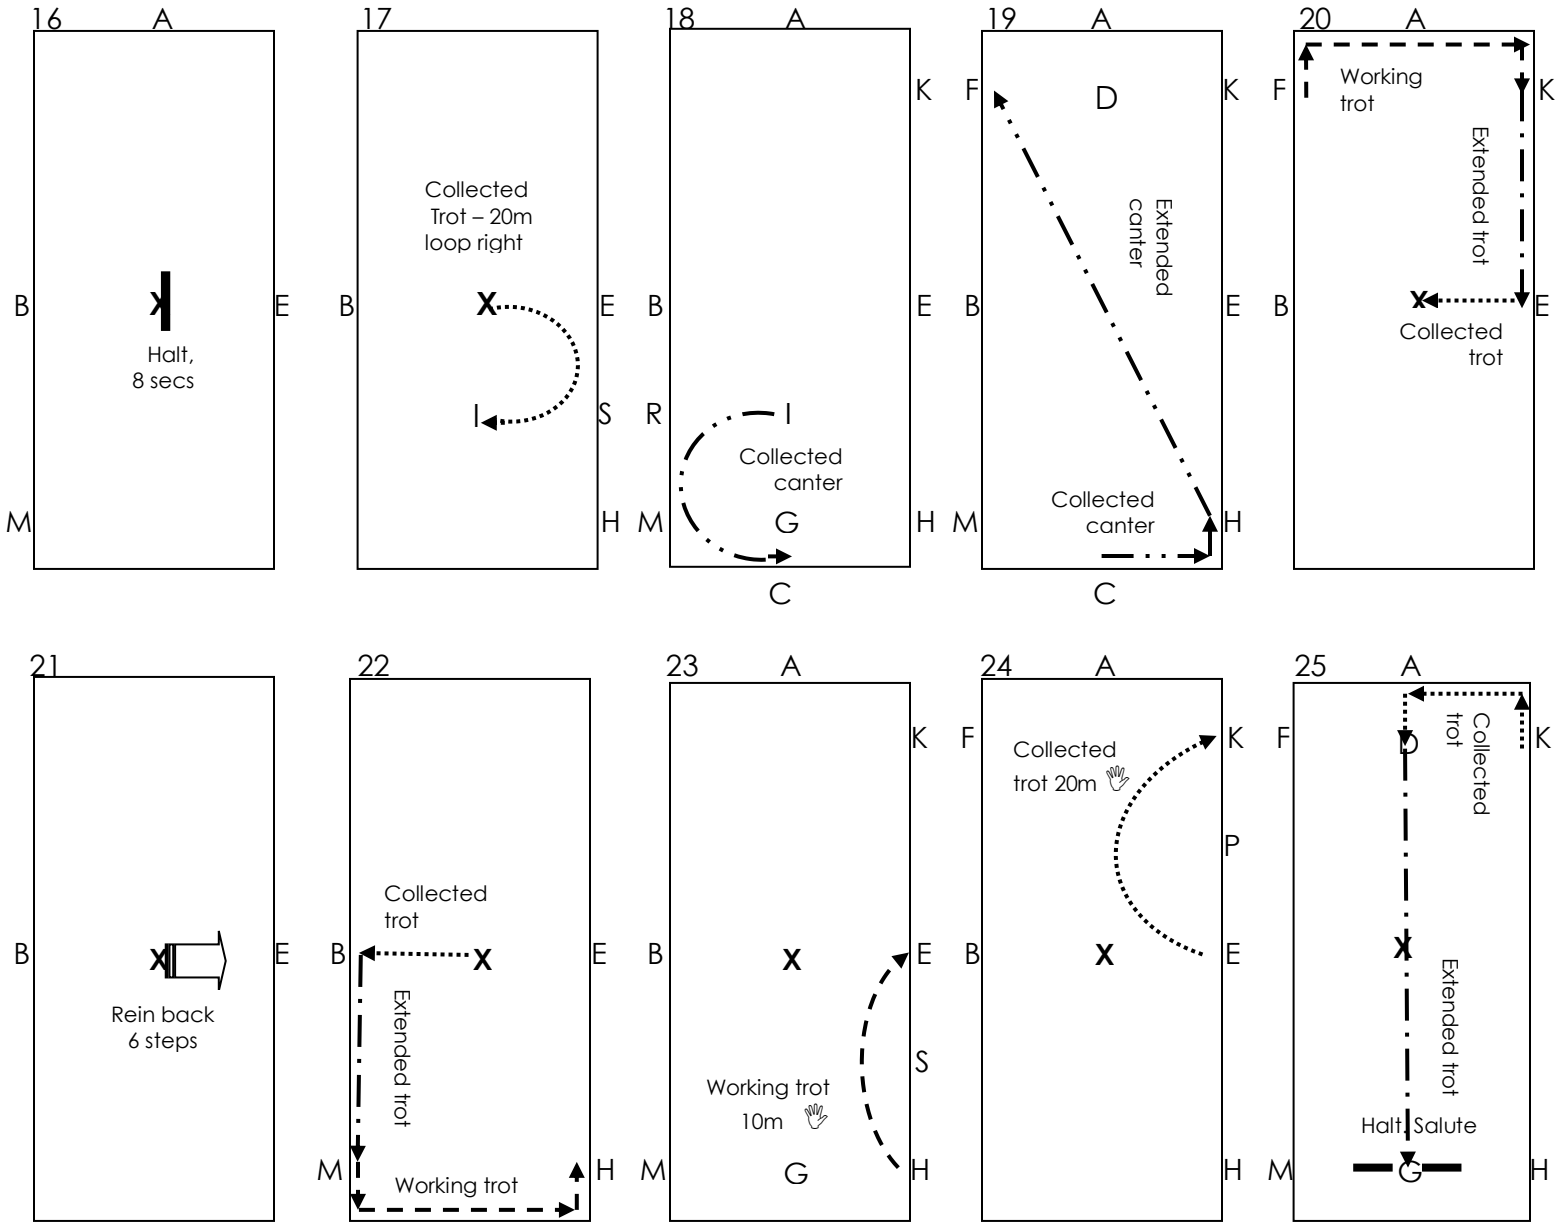 16 A
B X E
Halt,
8 secs
M
17
Collected
Trot – 20m
loop right
B X E
I S
H
18 A
K
B E
R I
Collected
canter
M G H
C
19 A
F D K
Extended
canter
B E
Collected
canter
M H
C
20 A
F K
Working
trot
Extended trot
B X E
Collected
trot
21
B X E
Rein back
6 steps
22
Collected
trot
B X E
Extended trot
M H
Working trot
23 A
K
B X E
S
Working trot
10m
M G H
24 A
F K
Collected
trot 20m
P
B X E
H
25 A
F D K
Collected
trot
X
Extended trot
Halt, Salute
M G H